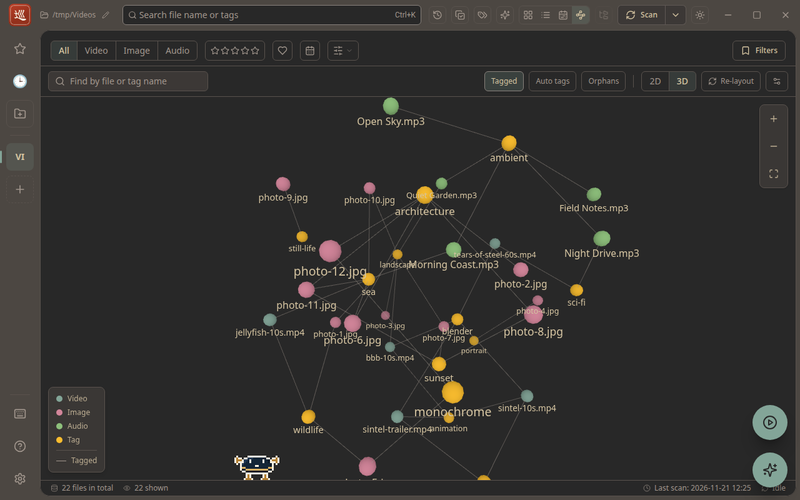 /tmp/Videos
Search file name or tags
Ctrl+K
Scan
All
Video
Image
Audio
Filters
Find by file or tag name
Tagged
Auto tags
Orphans
2D
3D
Re-layout
VI
Open Sky.mp3
ambient
photo-9.jpg
photo-10.jpg
architecture
Field Notes.mp3
still-life
tears-of-steel-60s.mp4
Night Drive.mp3
photo-12.jpg
landscape
Morning Coast.mp3
sea
photo-2.jpg
sci-fi
photo-11.jpg
photo-4.jpg
jellyfish-10s.mp4
photo-1.jpg
photo-3.jpg
blender
photo-8.jpg
photo-6.jpg
photo-7.jpg
portrait
bbb-10s.mp4
sunset
monochrome
sintel-10s.mp4
wildlife
sintel-trailer.mp4
animation
Video
Image
Audio
Tag
Tagged
22 files in total
22 shown
Last scan: 2026-11-21 12:25
Idle